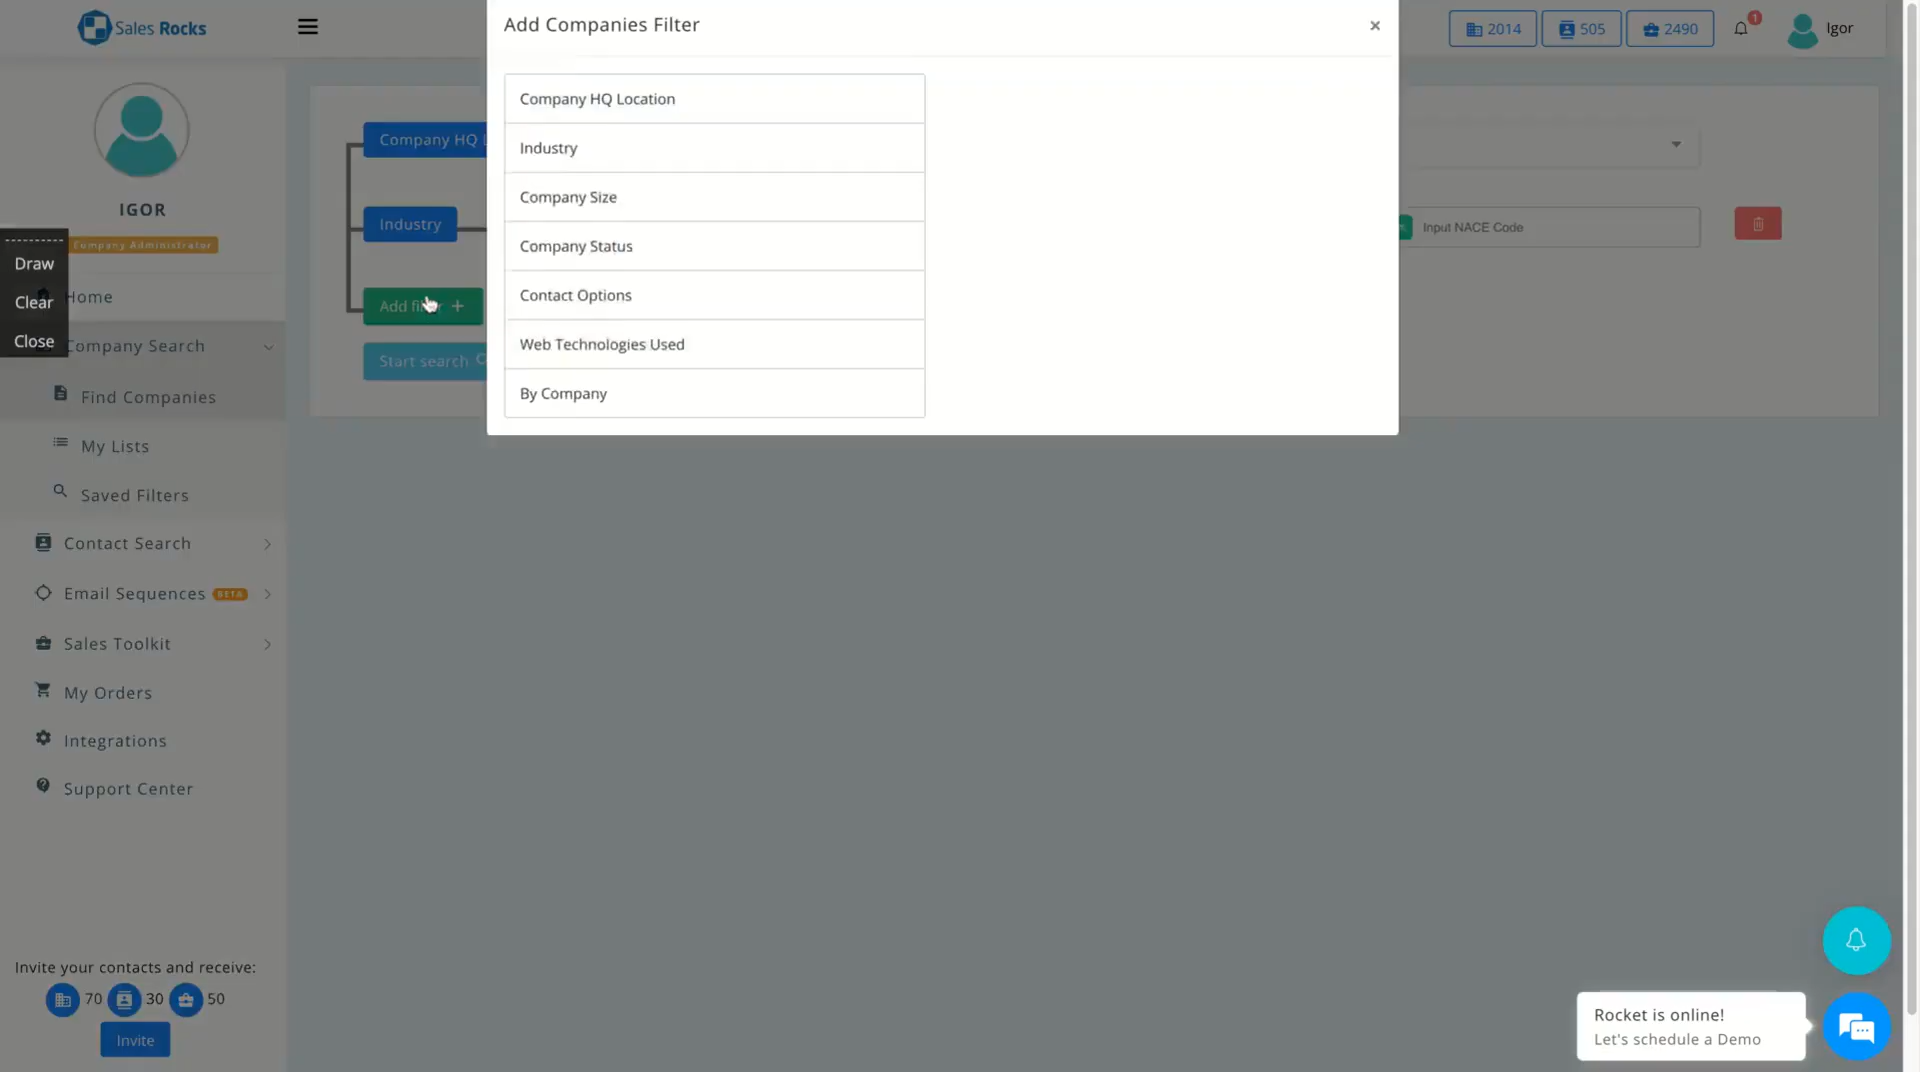 Sales Rocks
Add Companies Filter
×
2014
505
2490
1
Igor
Company HQ Location
Industry
Company Size
Company Status
Contact Options
Web Technologies Used
By Company
Company HQ
Industry
Input NACE Code
Add
Start search
IGOR
Company Administrator
Draw
Clear
Close
Home
Company Search
Find Companies
My Lists
Saved Filters
Contact Search
Email Sequences BETA
Sales Toolkit
My Orders
Integrations
Support Center
Invite your contacts and receive:
70 30 50
Invite
Rocket is online!
Let's schedule a Demo